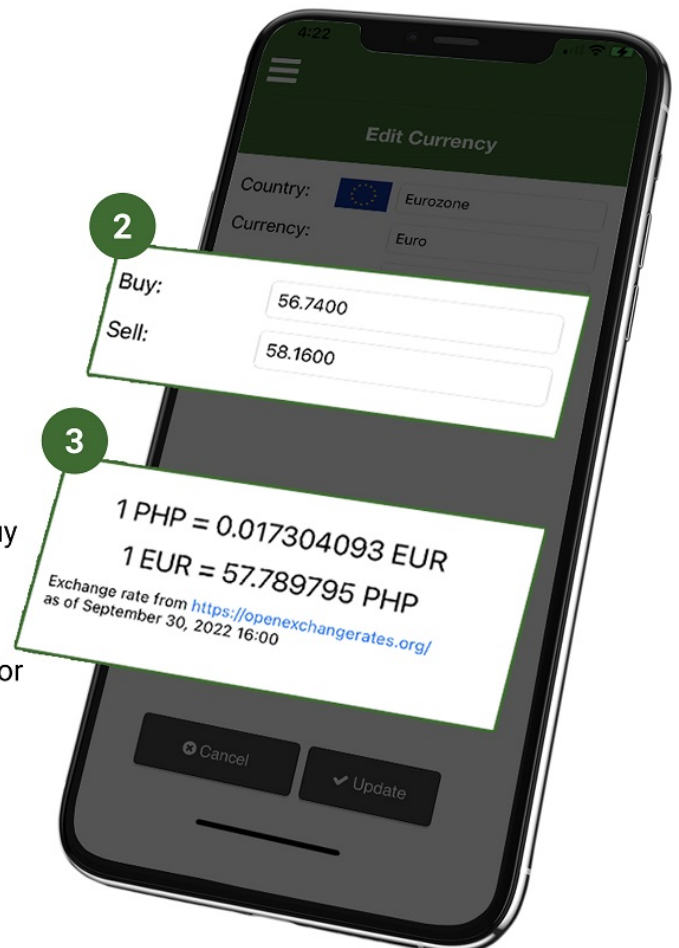 4:22
Edit Currency
Country:
Eurozone
Currency:
Euro
2
Buy:
56.7400
Sell:
58.1600
3
1 PHP = 0.017304093 EUR
1 EUR = 57.789795 PHP
Exchange rate from https://openexchangerates.org/
as of September 30, 2022 16:00
or
Cancel
Update